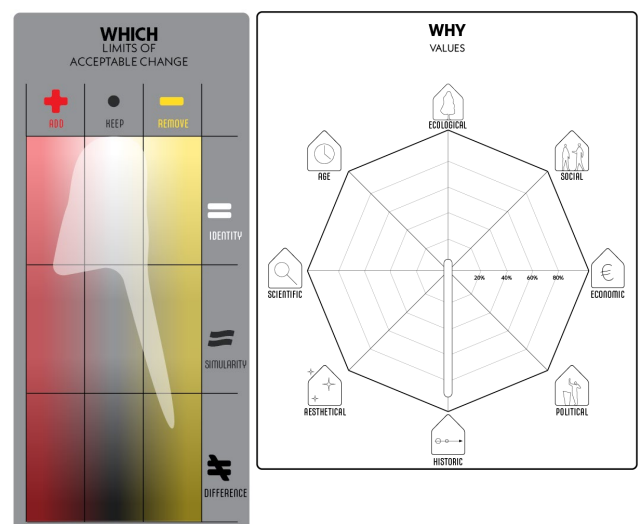 WHICH
LIMITS OF
ACCEPTABLE CHANGE
ADD KEEP REMOVE
IDENTITY
SIMULARITY
DIFFERENCE
WHY
VALUES
ECOLOGICAL
AGE
SOCIAL
20% 40% 60% 80%
SCIENTIFIC
€
ECONOMIC
AESTHETICAL
POLITICAL
HISTORIC